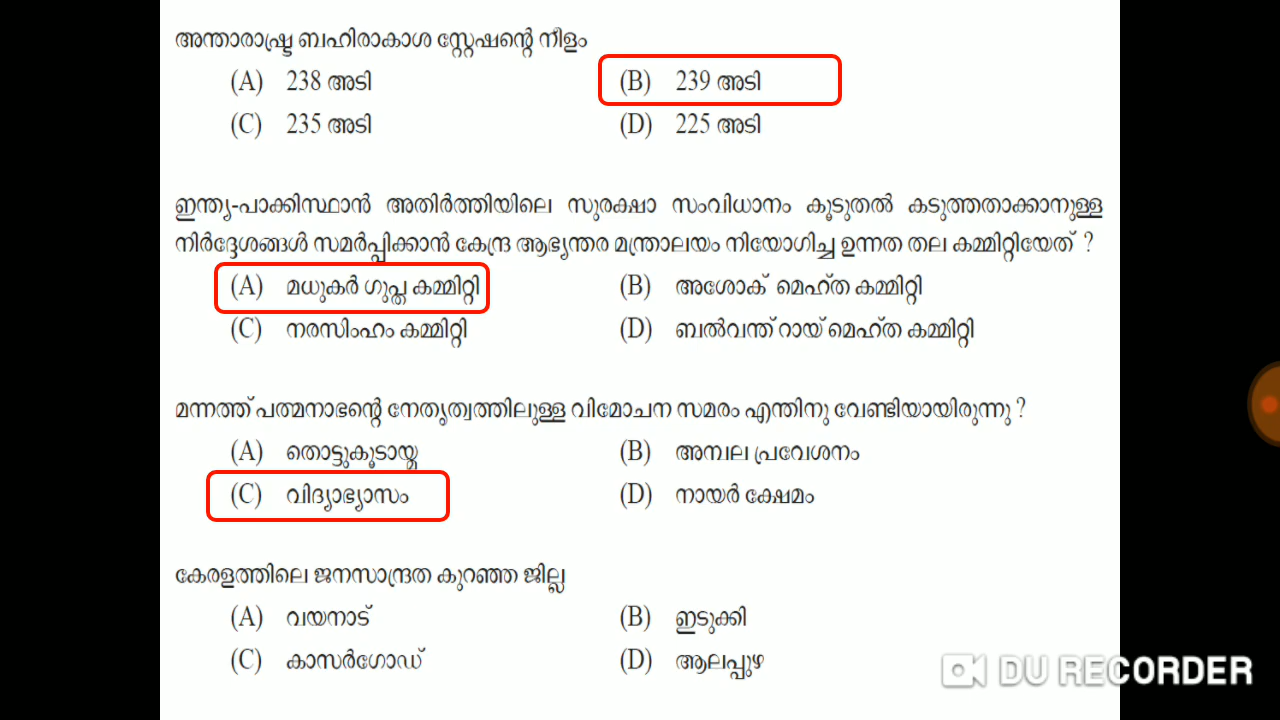 അന്താരാഷ്ട്ര ബഹിരാകാശ സ്റ്റേഷന്റെ നീളം
(A) 238 അടി (B) 239 അടി
(C) 235 അടി (D) 225 അടി
ഇന്ത്യ-പാക്കിസ്ഥാൻ അതിർത്തിയിലെ സുരക്ഷാ സംവിധാനം കൂടുതൽ കടുത്തതാക്കാനുള്ള
നിർദ്ദേശങ്ങൾ സമർപ്പിക്കാൻ കേന്ദ്ര ആഭ്യന്തര മന്ത്രാലയം നിയോഗിച്ച ഉന്നത തല കമ്മിറ്റിയേത് ?
(A) മധുകർ ഗുപ്ത കമ്മിറ്റി (B) അശോക് മെഹ്ത കമ്മിറ്റി
(C) നരസിംഹം കമ്മിറ്റി (D) ബൽവന്ത് റായ് മെഹ്ത കമ്മിറ്റി
മന്നത്ത് പത്മനാഭന്റെ നേതൃത്വത്തിലുള്ള വിമോചന സമരം എന്തിനു വേണ്ടിയായിരുന്നു ?
(A) തൊട്ടുകൂടായ്മ (B) അമ്പല പ്രവേശനം
(C) വിദ്യാഭ്യാസം (D) നായർ ക്ഷേമം
കേരളത്തിലെ ജനസാന്ദ്രത കുറഞ്ഞ ജില്ല
(A) വയനാട് (B) ഇടുക്കി
(C) കാസർഗോഡ് (D) ആലപ്പുഴ
DU RECORDER